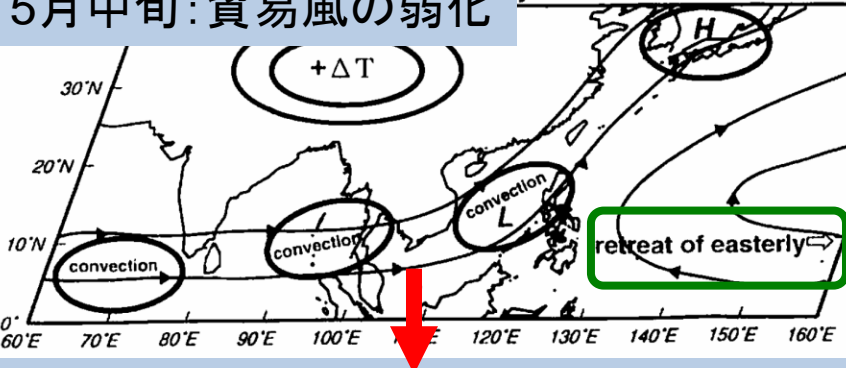 5月中旬：貿易風の弱化
H
+ΔT
30°N
20°N
convection
L
convection
10°N
retreat of easterly⇨
convection
0°
60°E
70°E
80°E
90°E
100°E
120°E
130°E
140°E
150°E
160°E